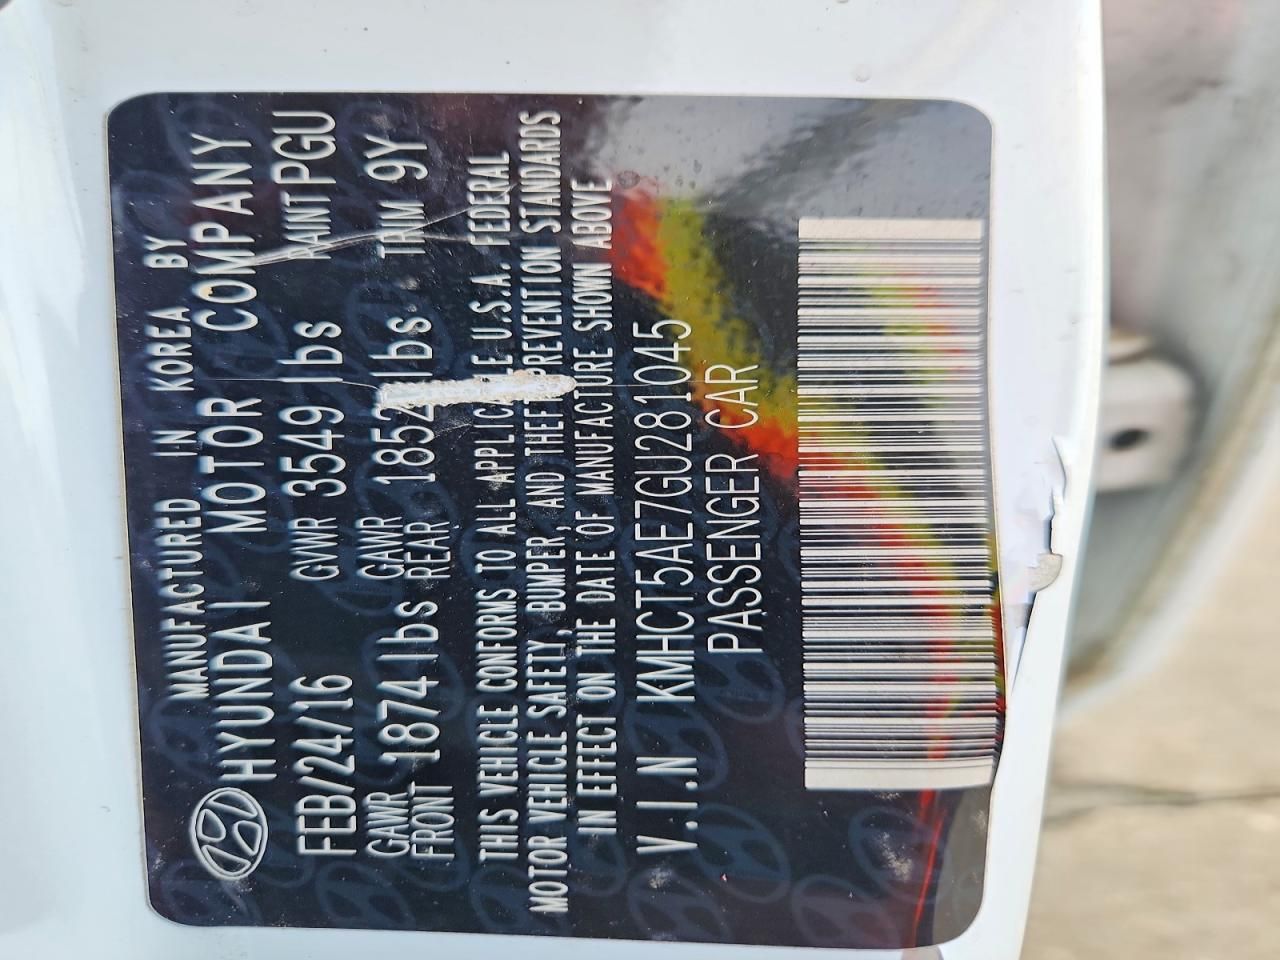 MANUFACTURED IN KOREA BY
HYUNDAI MOTOR COMPANY
FEB/24/16 GVWR 3549 lbs PAINT PGU
GAWR FRONT 1874 lbs GAWR REAR 1852 lbs TRIM 9Y
THIS VEHICLE CONFORMS TO ALL APPLIC LE U.S.A. FEDERAL
MOTOR VEHICLE SAFETY, BUMPER, AND THEFT PREVENTION STANDARDS
IN EFFECT ON THE DATE OF MANUFACTURE SHOWN ABOVE
V.I.N KMHCT5AE7GU281045
PASSENGER CAR